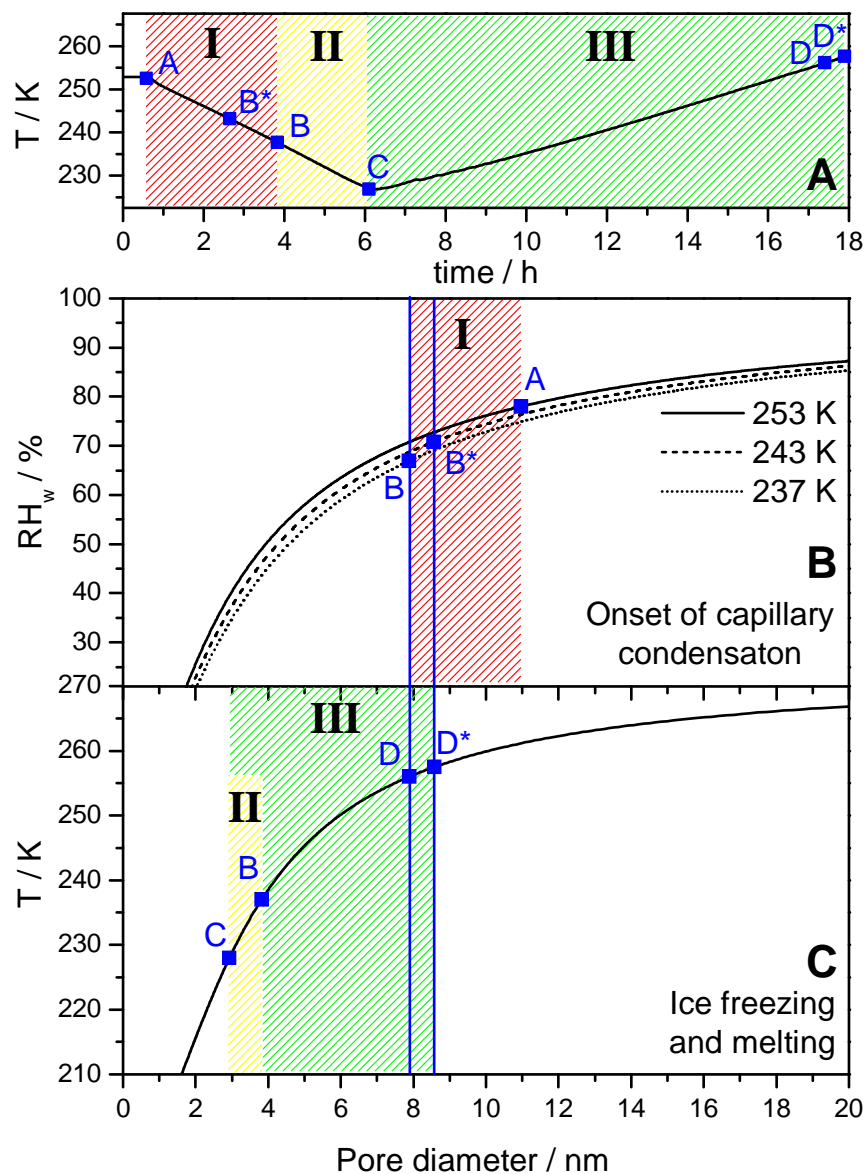 I II III
A B* B C D D*
260
250
240
230
T / K
A
0 2 4 6 8 10 12 14 16 18
time / h
100
90
80
70
60
50
40
30
270
RH_w / %
I
A
B*
B
253 K
243 K
237 K
B
Onset of capillary
condensaton
III
D D*
II
B
C
260
250
240
230
220
210
T / K
C
Ice freezing
and melting
0 2 4 6 8 10 12 14 16 18 20
Pore diameter / nm